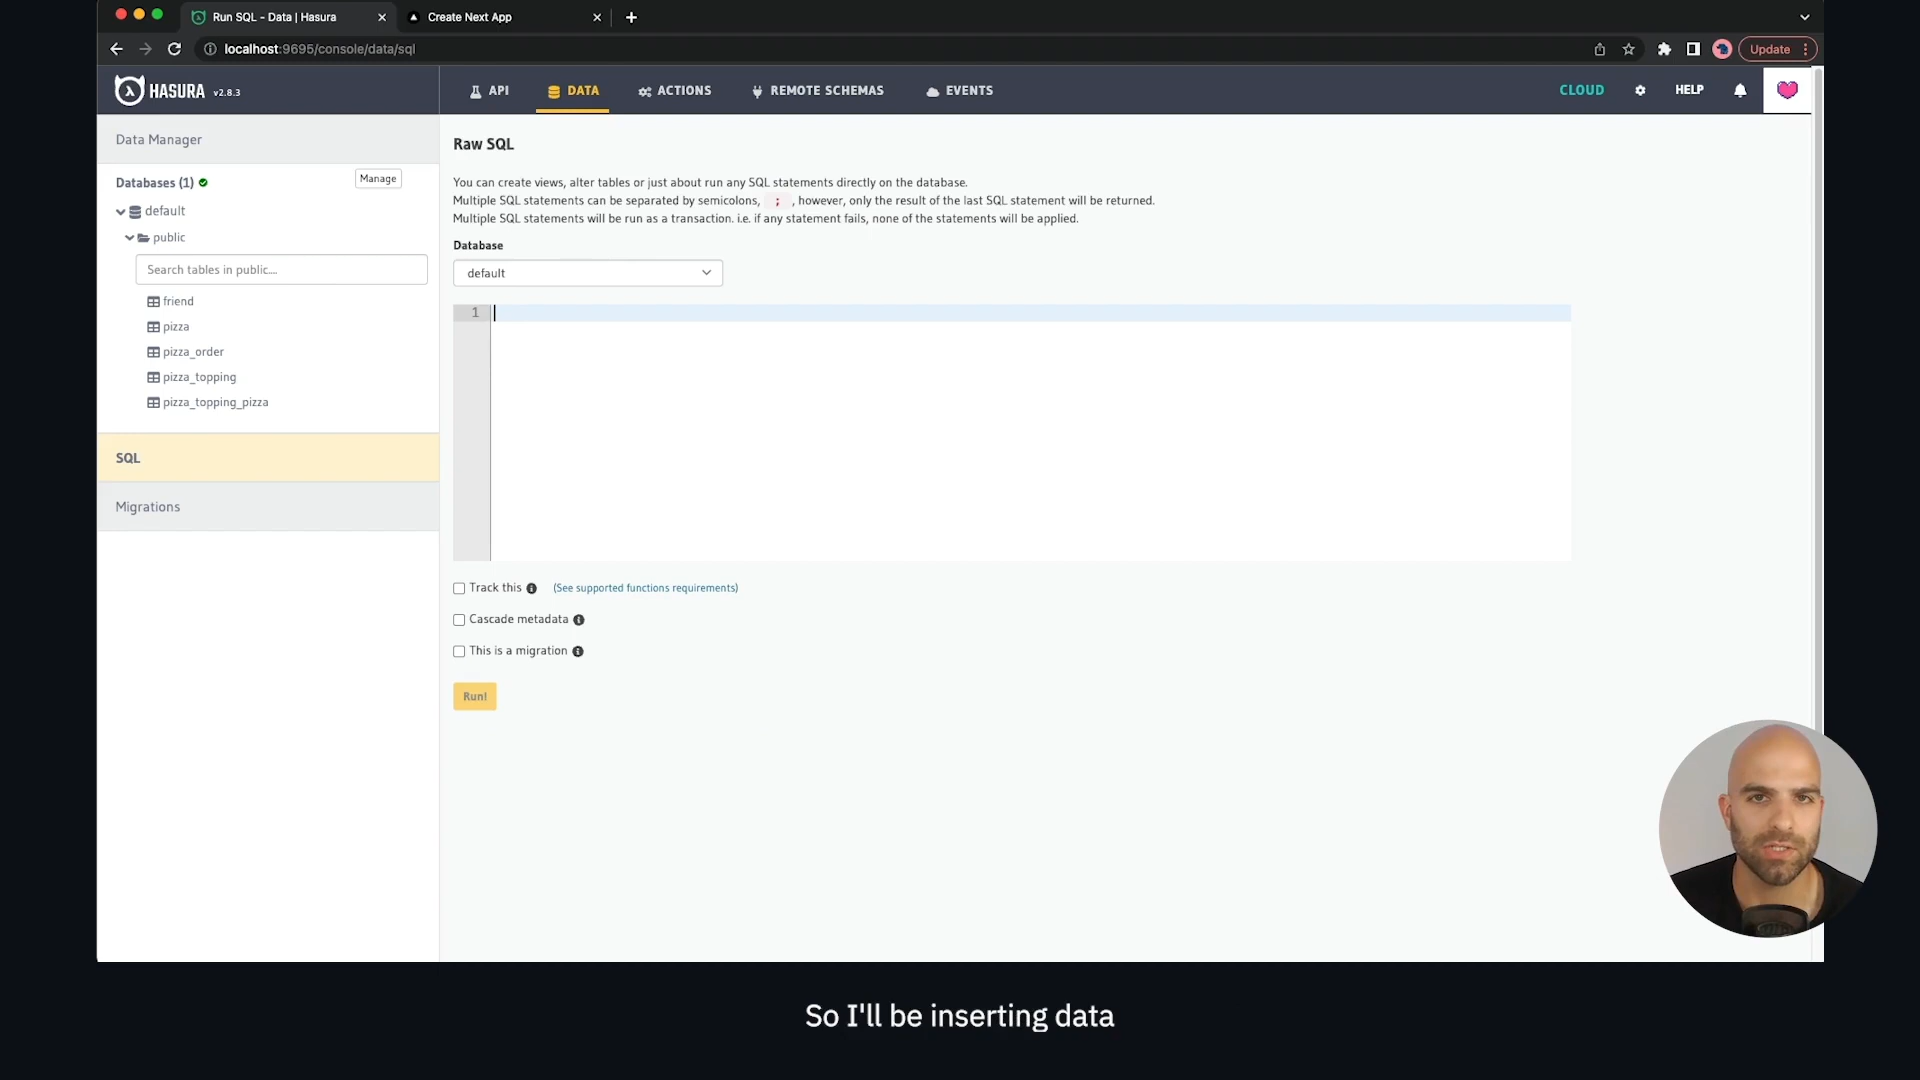 Run SQL - Data | Hasura
Create Next App
localhost:9695/console/data/sql
Update
HASURA v2.8.3
API
DATA
ACTIONS
REMOTE SCHEMAS
EVENTS
CLOUD
HELP
Data Manager
Databases (1)
Manage
default
public
Search tables in public....
friend
pizza
pizza_order
pizza_topping
pizza_topping_pizza
SQL
Migrations
Raw SQL
You can create views, alter tables or just about run any SQL statements directly on the database.
Multiple SQL statements can be separated by semicolons, ; , however, only the result of the last SQL statement will be returned.
Multiple SQL statements will be run as a transaction. i.e. if any statement fails, none of the statements will be applied.
Database
default
1
Track this (See supported functions requirements)
Cascade metadata
This is a migration
Run!
So I'll be inserting data